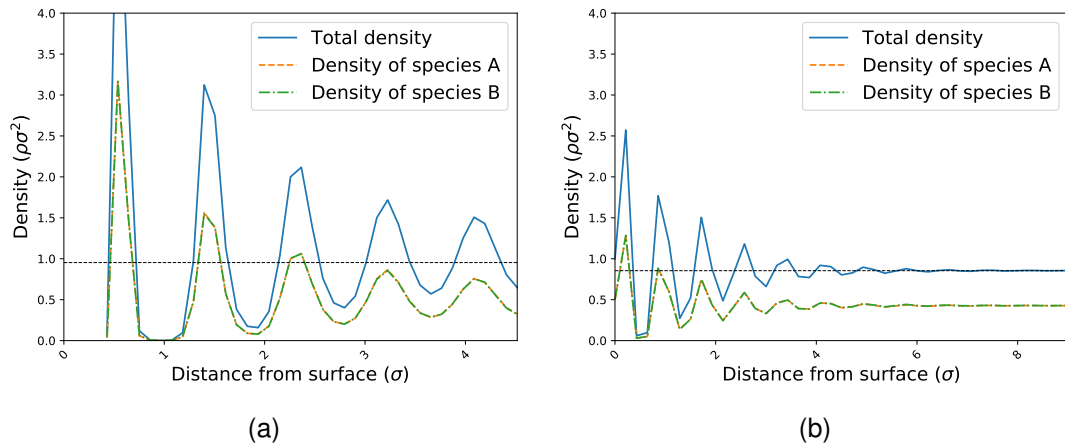 4.0
3.5
3.0
2.5
2.0
1.5
1.0
0.5
0.0
Density (ρσ²)
Total density
Density of species A
Density of species B
0
1
2
3
4
Distance from surface (σ)
(a)
4.0
3.5
3.0
2.5
2.0
1.5
1.0
0.5
0.0
Density (ρσ²)
Total density
Density of species A
Density of species B
0
2
4
6
8
Distance from surface (σ)
(b)